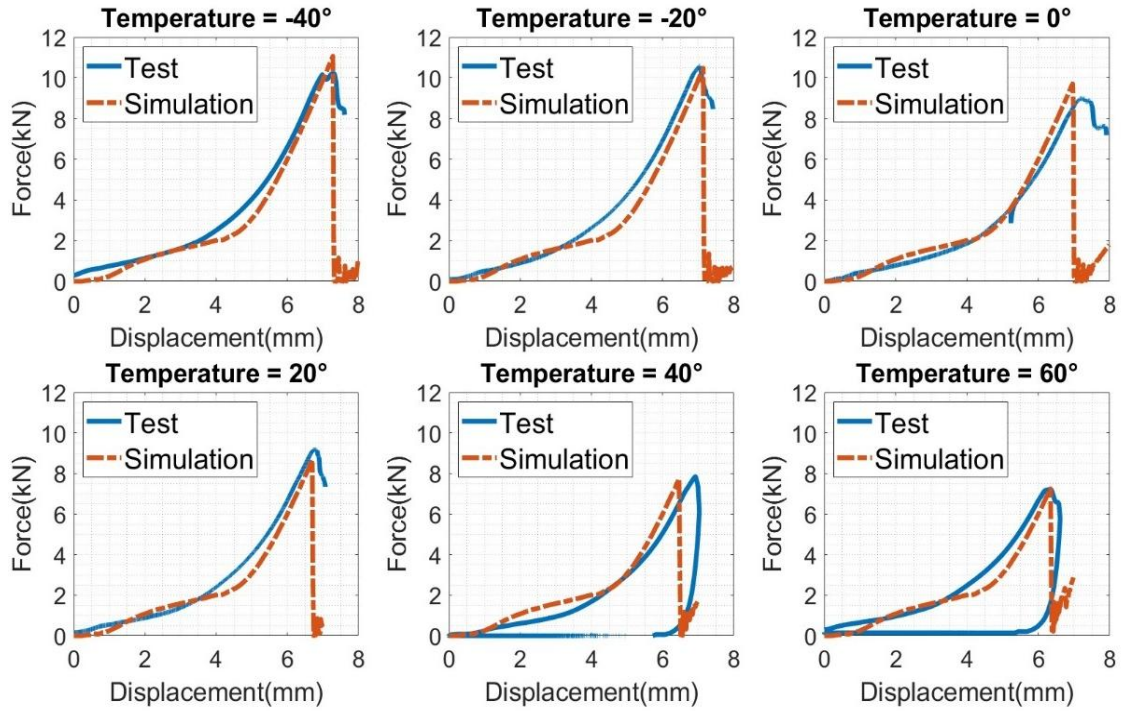 Temperature = -40°
12
10
8
6
4
2
0
Force(kN)
Test
Simulation
0 2 4 6 8
Displacement(mm)
Temperature = -20°
12
10
8
6
4
2
0
Force(kN)
Test
Simulation
0 2 4 6 8
Displacement(mm)
Temperature = 0°
12
10
8
6
4
2
0
Force(kN)
Test
Simulation
0 2 4 6 8
Displacement(mm)
Temperature = 20°
12
10
8
6
4
2
0
Force(kN)
Test
Simulation
0 2 4 6 8
Displacement(mm)
Temperature = 40°
12
10
8
6
4
2
0
Force(kN)
Test
Simulation
0 2 4 6 8
Displacement(mm)
Temperature = 60°
12
10
8
6
4
2
0
Force(kN)
Test
Simulation
0 2 4 6 8
Displacement(mm)